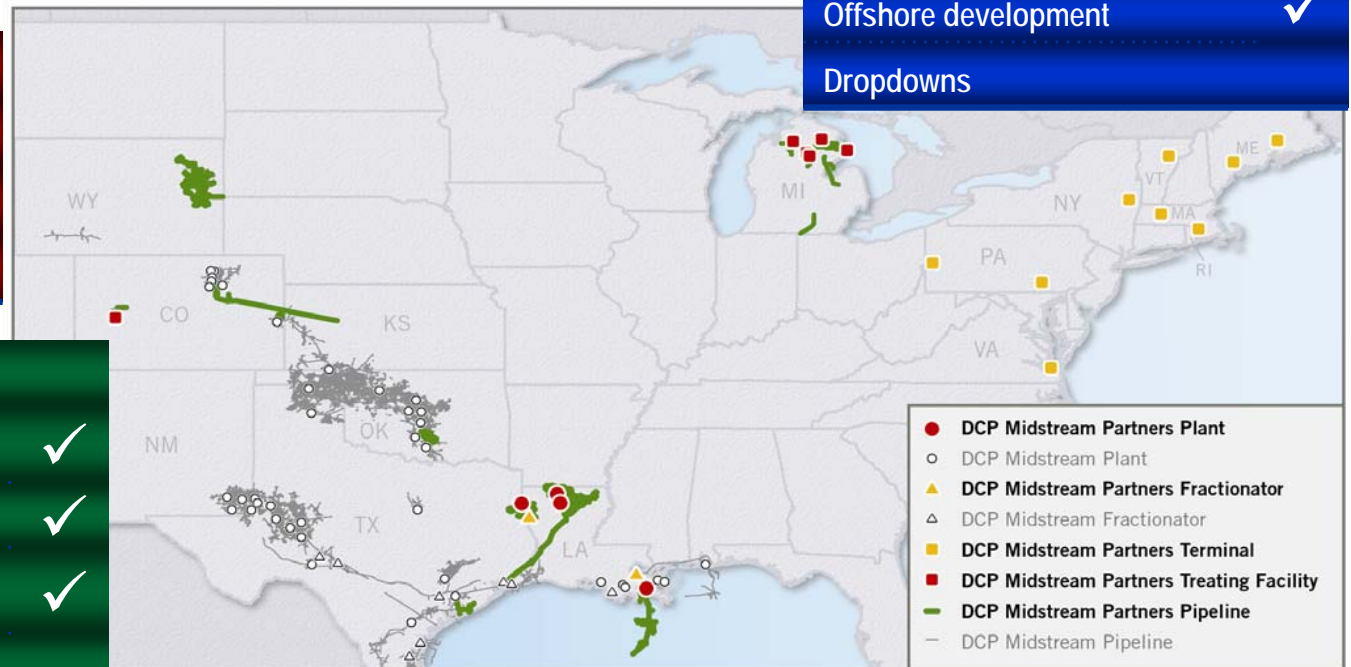 Offshore development ✓
Dropdowns
ME
VT
WY
MI
NY
MA
PA
RI
CO
KS
VA
OK
NM
TX
LA
✓
✓
✓
DCP Midstream Partners Plant
DCP Midstream Plant
DCP Midstream Partners Fractionator
DCP Midstream Fractionator
DCP Midstream Partners Terminal
DCP Midstream Partners Treating Facility
DCP Midstream Partners Pipeline
DCP Midstream Pipeline